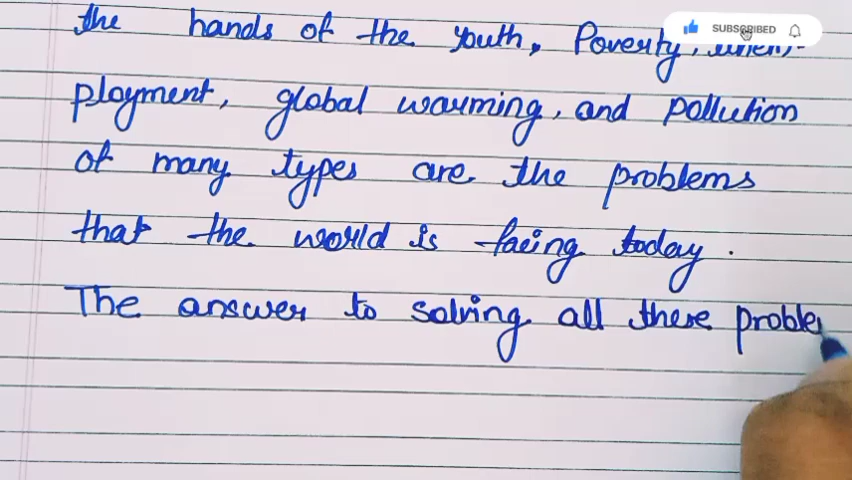 the hands of the youth. Poverty,
SUBSCRIBED
ployment, global warming, and pollution
of many types are the problems
that the world is facing today.
The answer to solving all these proble